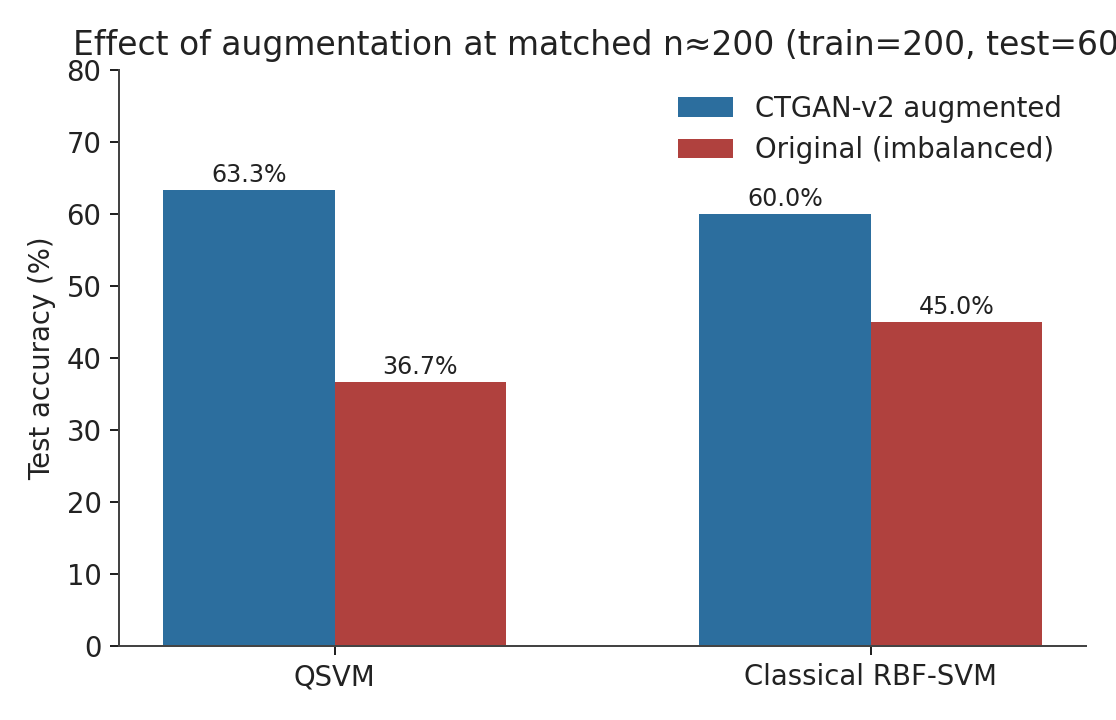 Effect of augmentation at matched n≈200 (train=200, test=60
CTGAN-v2 augmented
Original (imbalanced)
Test accuracy (%)
80
70
60
50
40
30
20
10
0
63.3%
36.7%
60.0%
45.0%
QSVM
Classical RBF-SVM